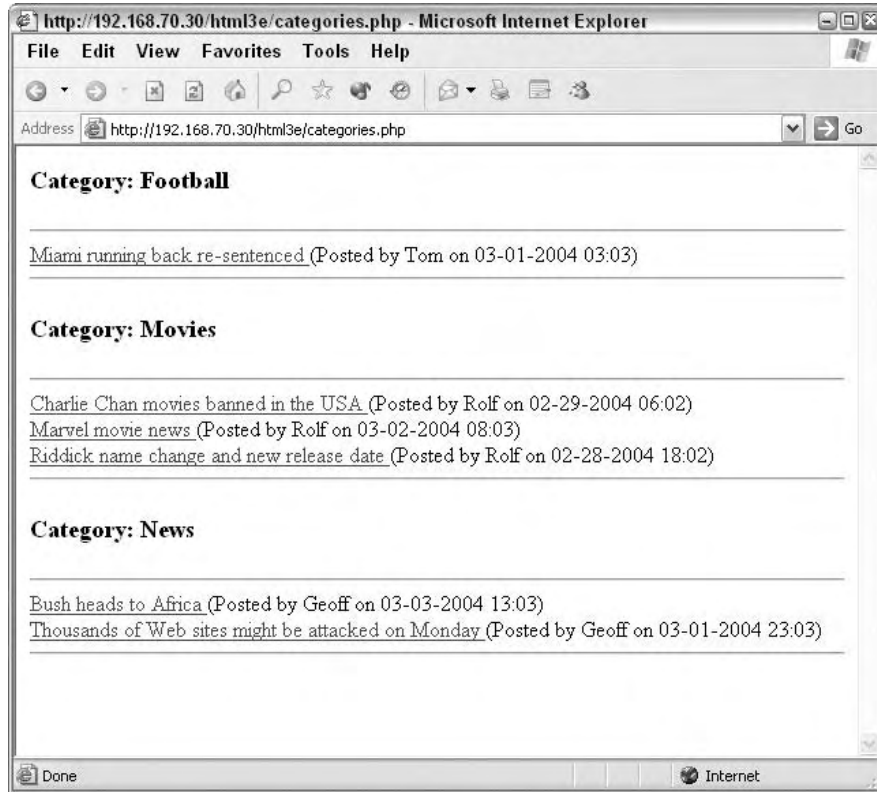 http://192.168.70.30/html3e/categories.php - Microsoft Internet Explorer
File Edit View Favorites Tools Help
Address http://192.168.70.30/html3e/categories.php Go
Category: Football
Miami running back re-sentenced (Posted by Tom on 03-01-2004 03:03)
Category: Movies
Charlie Chan movies banned in the USA (Posted by Rolf on 02-29-2004 06:02)
Marvel movie news (Posted by Rolf on 03-02-2004 08:03)
Riddick name change and new release date (Posted by Rolf on 02-28-2004 18:02)
Category: News
Bush heads to Africa (Posted by Geoff on 03-03-2004 13:03)
Thousands of Web sites might be attacked on Monday (Posted by Geoff on 03-01-2004 23:03)
Done Internet